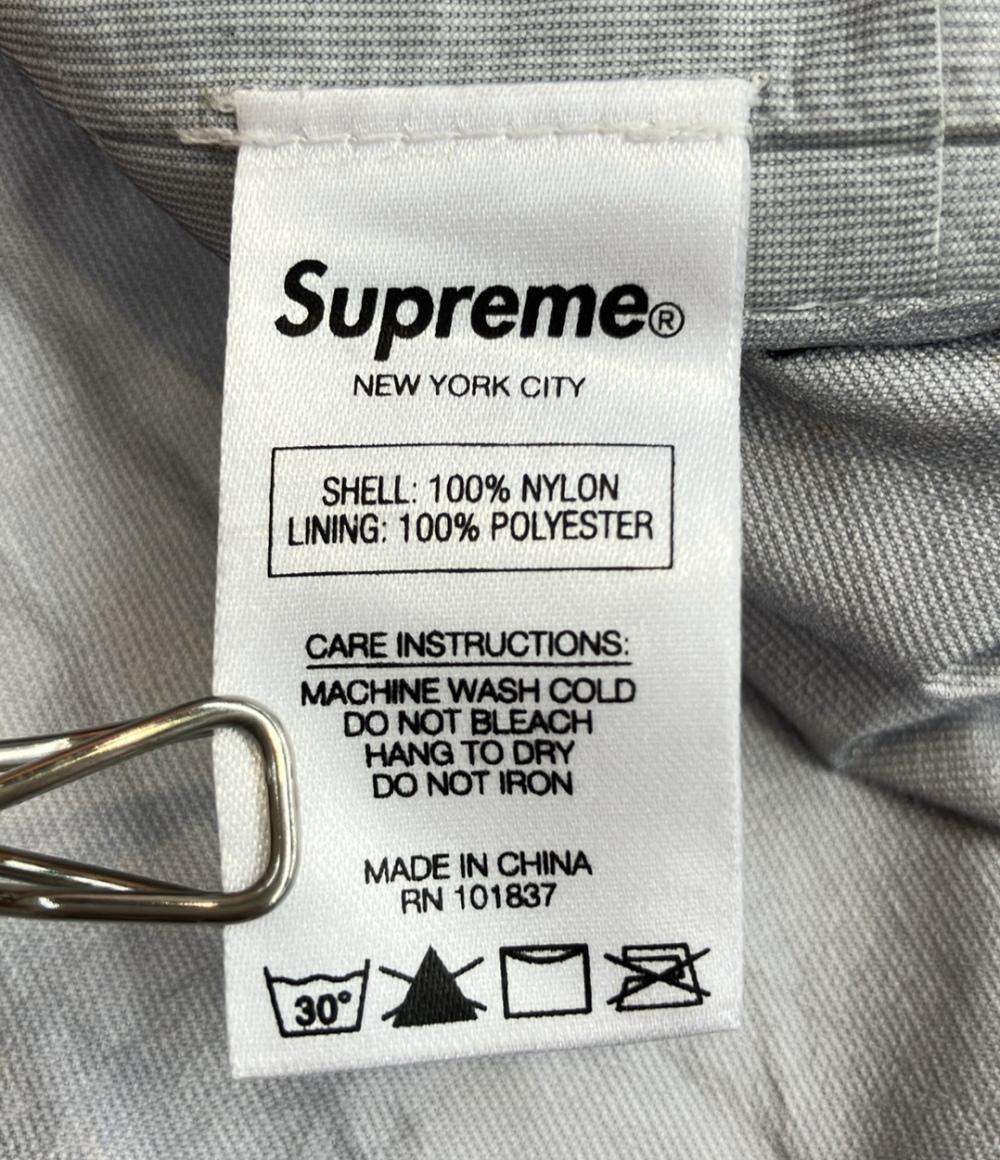 Supreme®
NEW YORK CITY
SHELL: 100% NYLON
LINING: 100% POLYESTER
CARE INSTRUCTIONS:
MACHINE WASH COLD
DO NOT BLEACH
HANG TO DRY
DO NOT IRON
MADE IN CHINA
RN 101837
30°